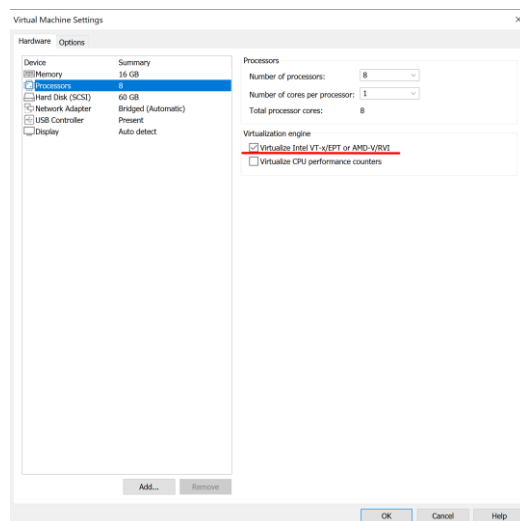 Virtual Machine Settings
Hardware Options
Device Summary
Memory 16 GB
Processors 8
Hard Disk (SCSI) 60 GB
Network Adapter Bridged (Automatic)
USB Controller Present
Display Auto detect
Add... Remove
Processors
Number of processors: 8
Number of cores per processor: 1
Total processor cores: 8
Virtualization engine
Virtualize Intel VT-x/EPT or AMD-V/RVI
Virtualize CPU performance counters
OK Cancel Help